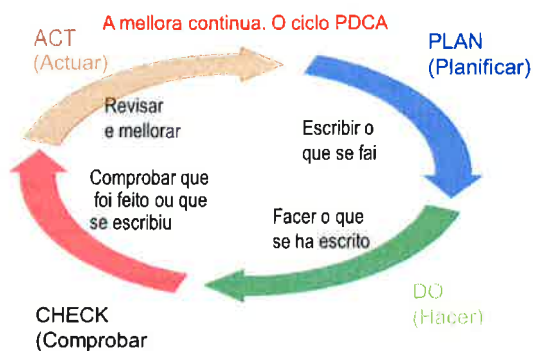 A mellora continua. O ciclo PDCA
ACT
(Actuar)
PLAN
(Planificar)
Revisar
e mellorar
Escribir o
que se fai
Comprobar que
foi feito ou que
se escribiu
Facer o que
se ha escrito
DO
(Hacer)
CHECK
(Comprobar